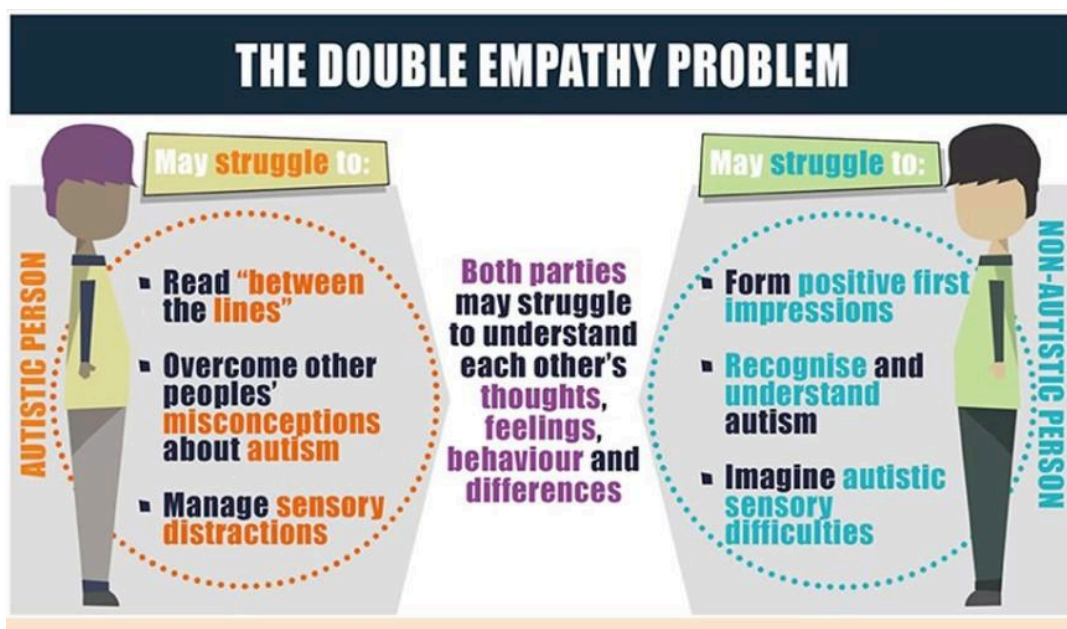 THE DOUBLE EMPATHY PROBLEM
AUTISTIC PERSON
May struggle to:
▪ Read "between
the lines"
▪ Overcome other
peoples'
misconceptions
about autism
▪ Manage sensory
distractions
Both parties
may struggle
to understand
each other's
thoughts,
feelings,
behaviour and
differences
May struggle to:
▪ Form positive first
impressions
▪ Recognise and
understand
autism
▪ Imagine autistic
sensory
difficulties
NON-AUTISTIC PERSON